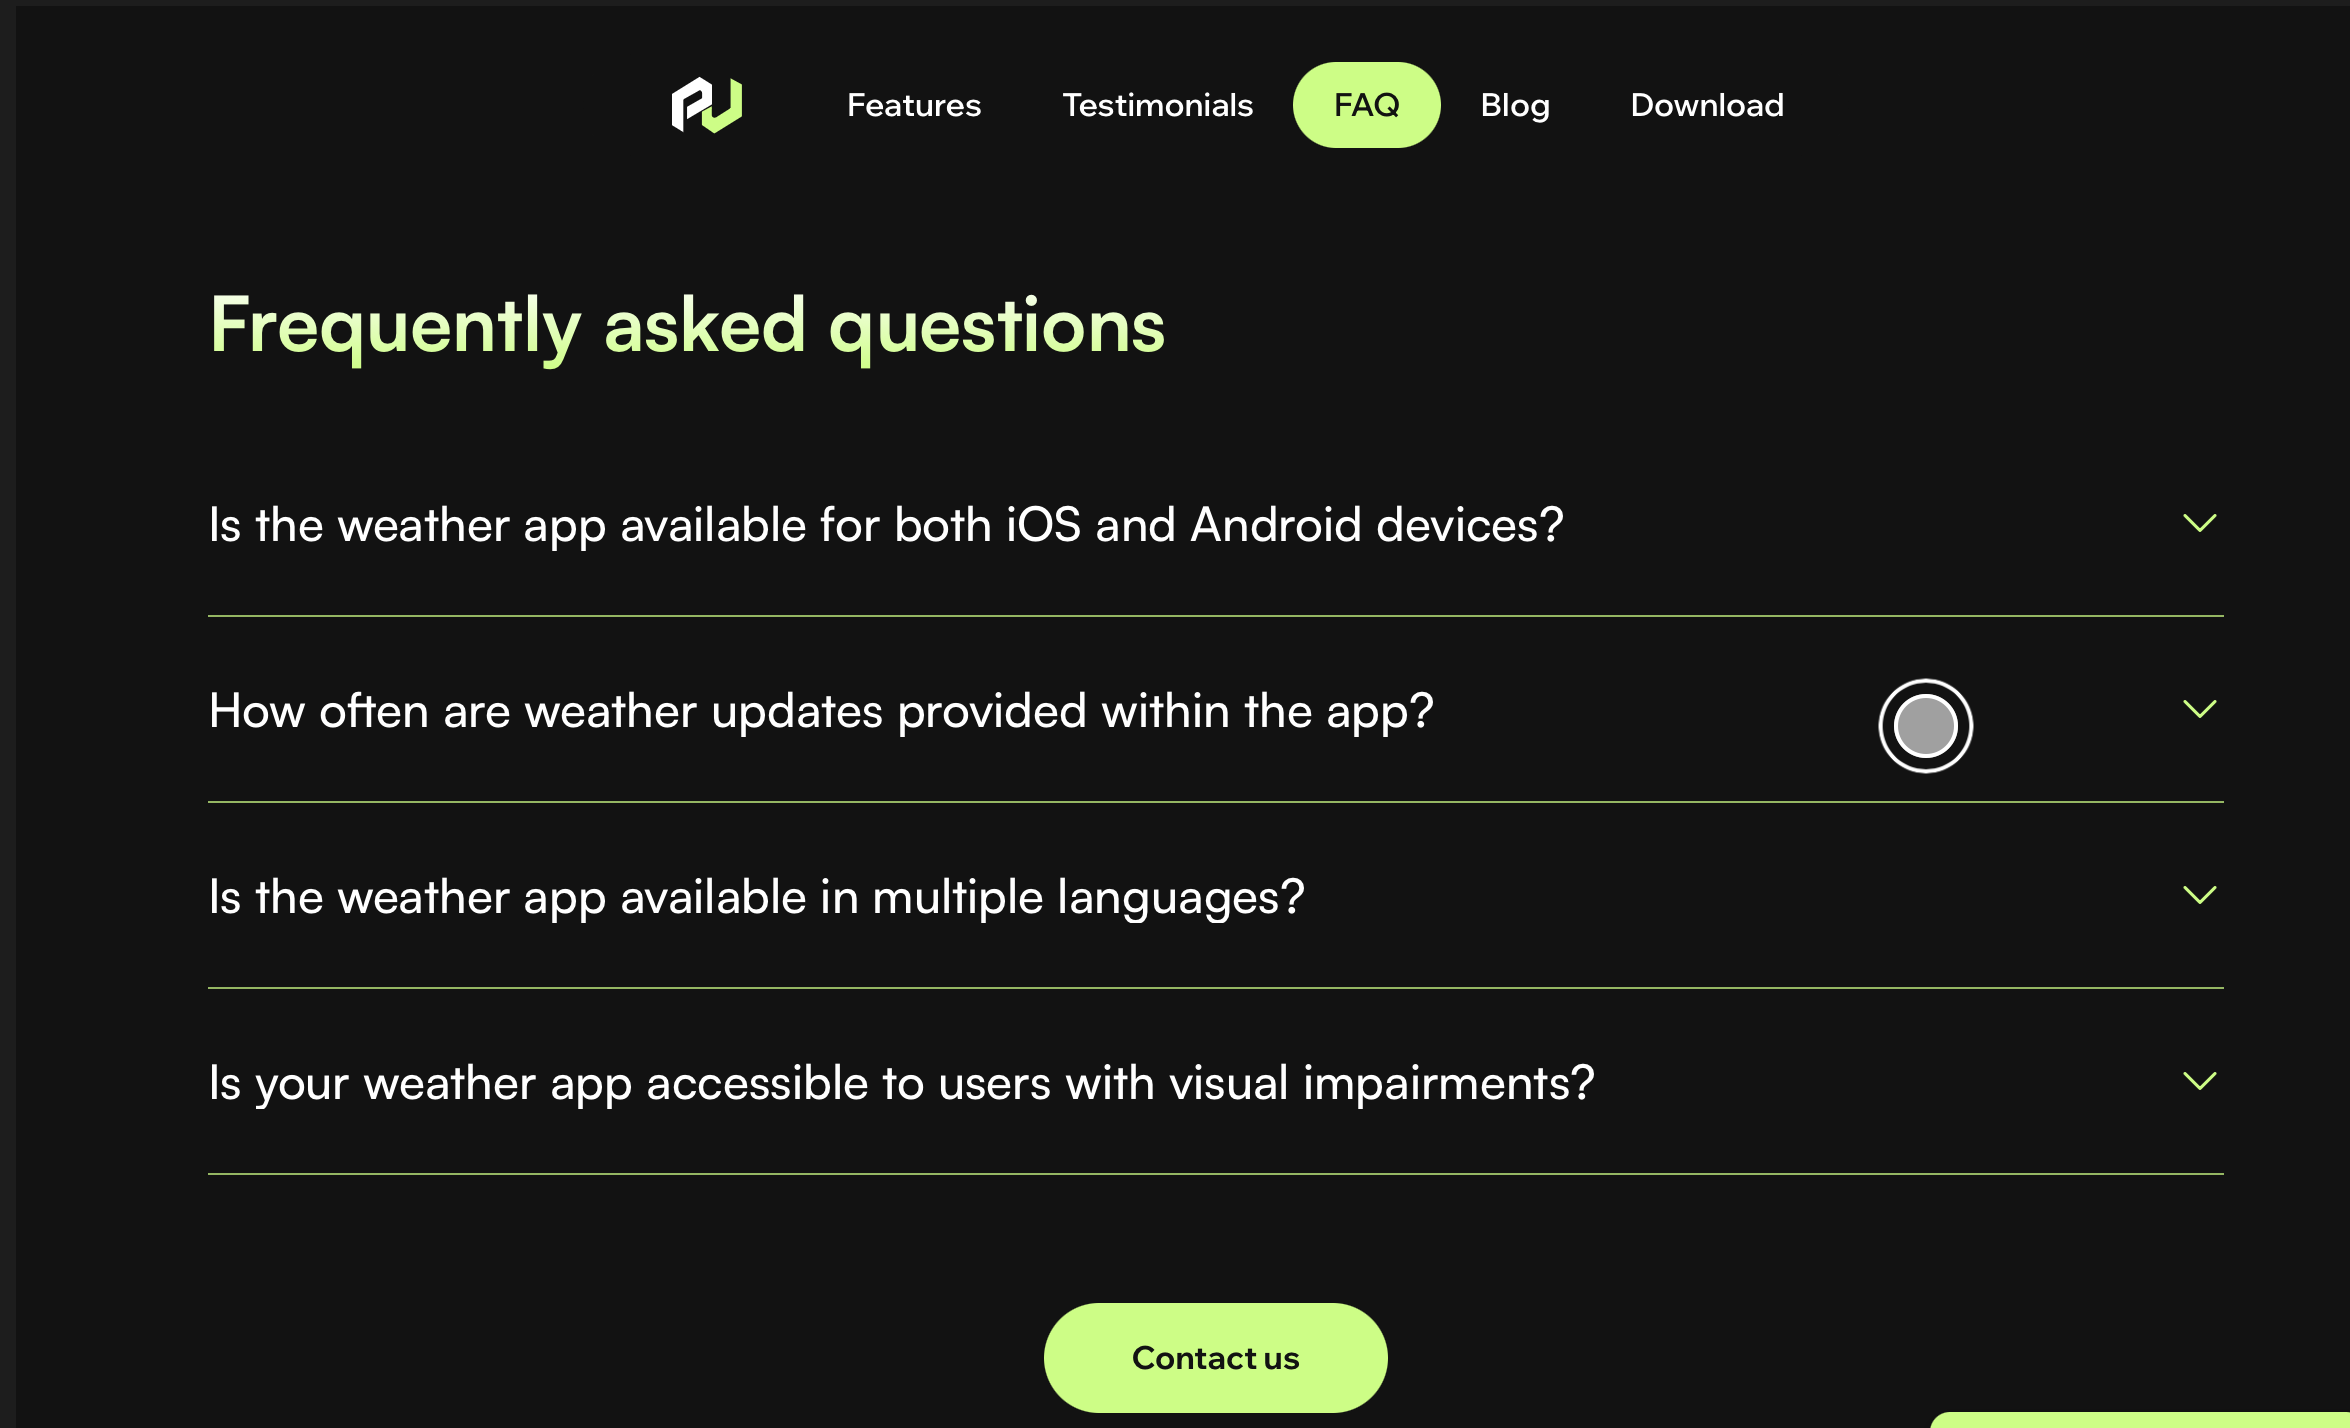 Features Testimonials FAQ Blog Download
Frequently asked questions
Is the weather app available for both iOS and Android devices?
How often are weather updates provided within the app?
Is the weather app available in multiple languages?
Is your weather app accessible to users with visual impairments?
Contact us